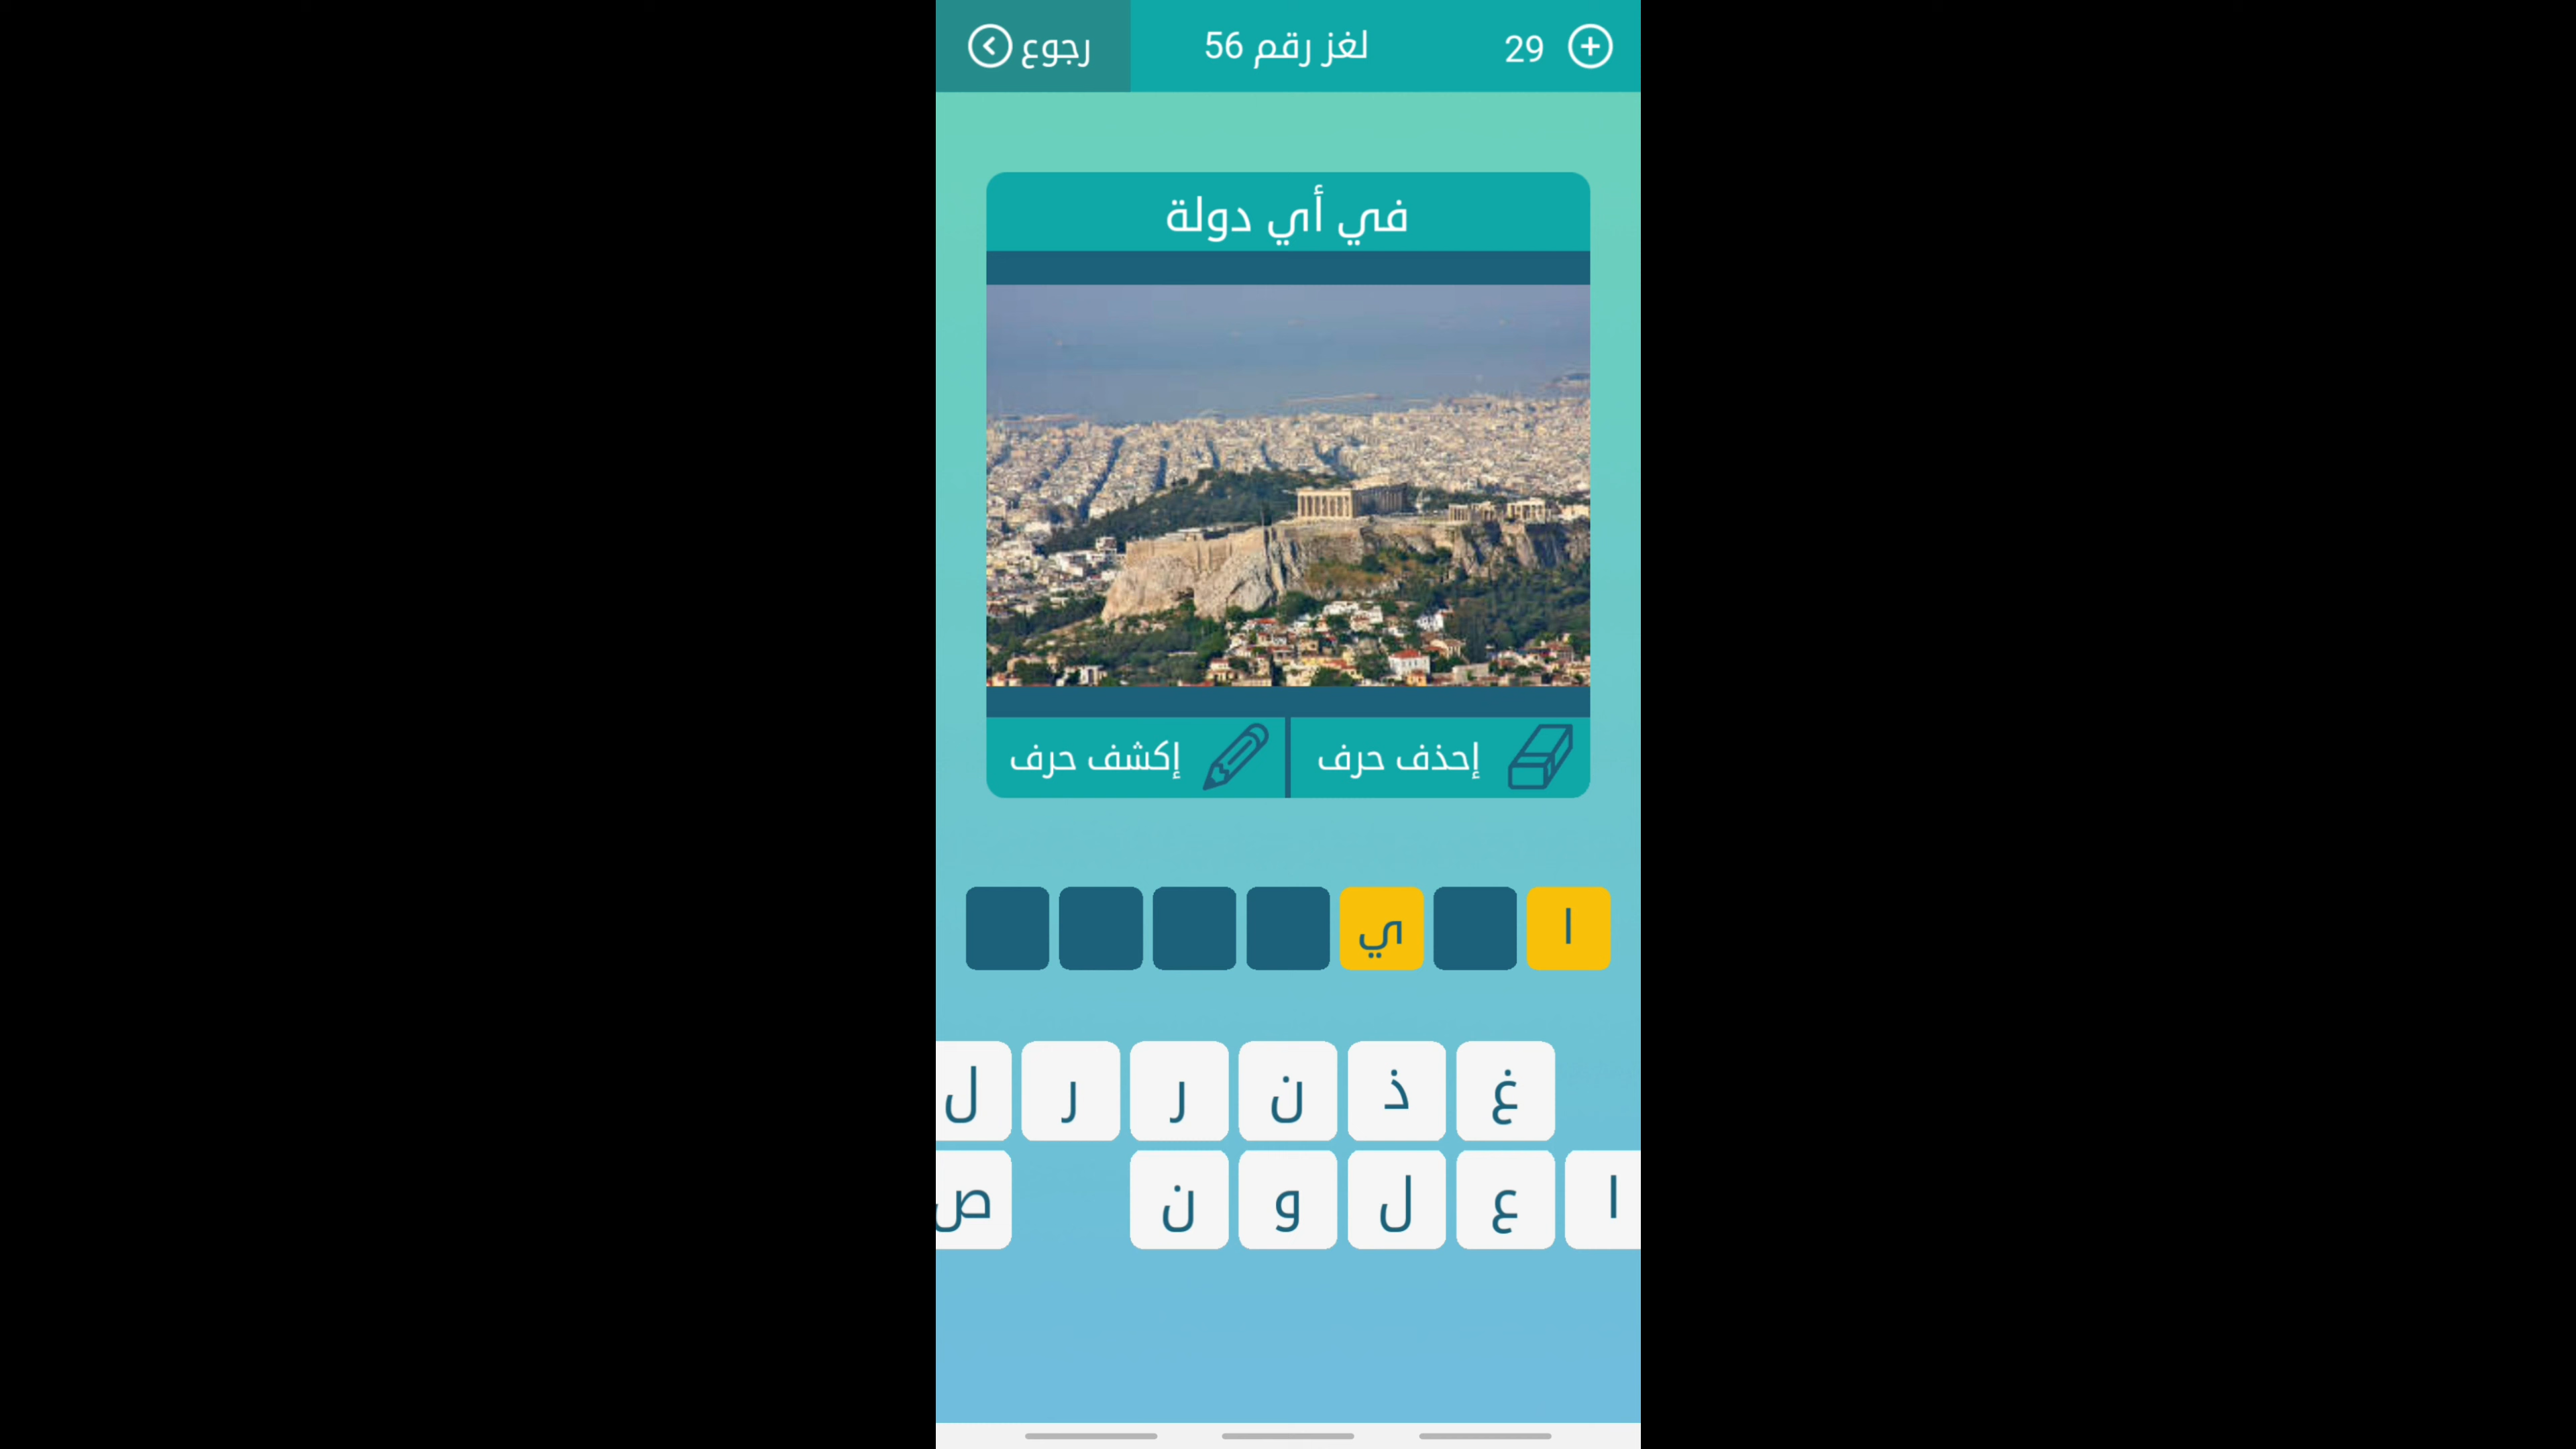 29 لغز رقم 56 رجوع
في أي دولة
إحذف حرف إكشف حرف
ا ي
غ ذ ن ر ر ل
ا ع ل و ن ص